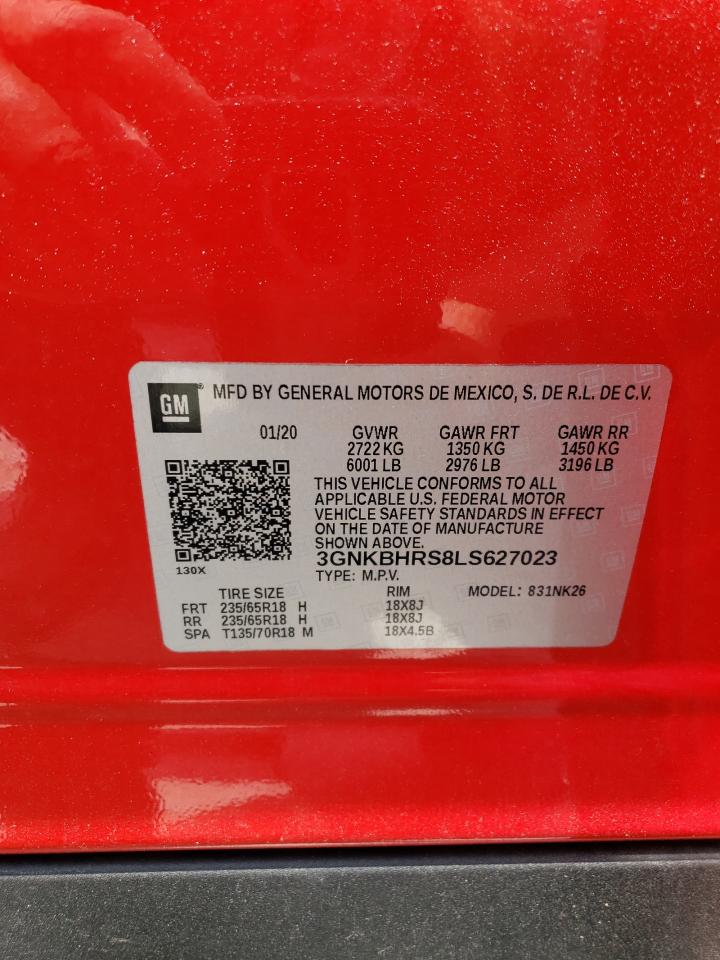 GM ® MFD BY GENERAL MOTORS DE MEXICO, S. DE R.L. DE C.V.
01/20 GVWR GAWR FRT GAWR RR
2722 KG 1350 KG 1450 KG
6001 LB 2976 LB 3196 LB
THIS VEHICLE CONFORMS TO ALL
APPLICABLE U.S. FEDERAL MOTOR
VEHICLE SAFETY STANDARDS IN EFFECT
ON THE DATE OF MANUFACTURE
SHOWN ABOVE.
3GNKBHRS8LS627023
130X TYPE: M.P.V.
TIRE SIZE RIM MODEL: 831NK26
FRT 235/65R18 H 18X8J
RR 235/65R18 H 18X8J
SPA T135/70R18 M 18X4.5B